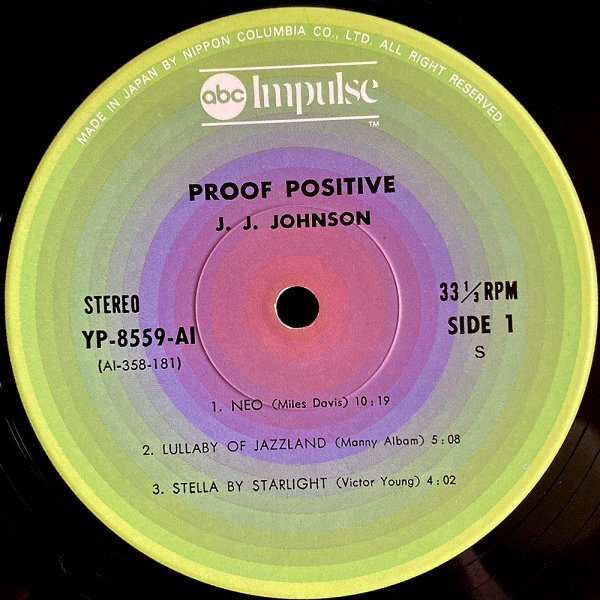 MADE IN JAPAN BY NIPPON COLUMBIA CO., LTD. ALL RIGHT RESERVED.
abc Impulse
™
PROOF POSITIVE
J. J. JOHNSON
STEREO
YP-8559-AI
(AI-358-181)
33 1/3 RPM
SIDE 1
S
1. NEO (Miles Davis) 10:19
2. LULLABY OF JAZZLAND (Manny Albam) 5:08
3. STELLA BY STARLIGHT (Victor Young) 4:02